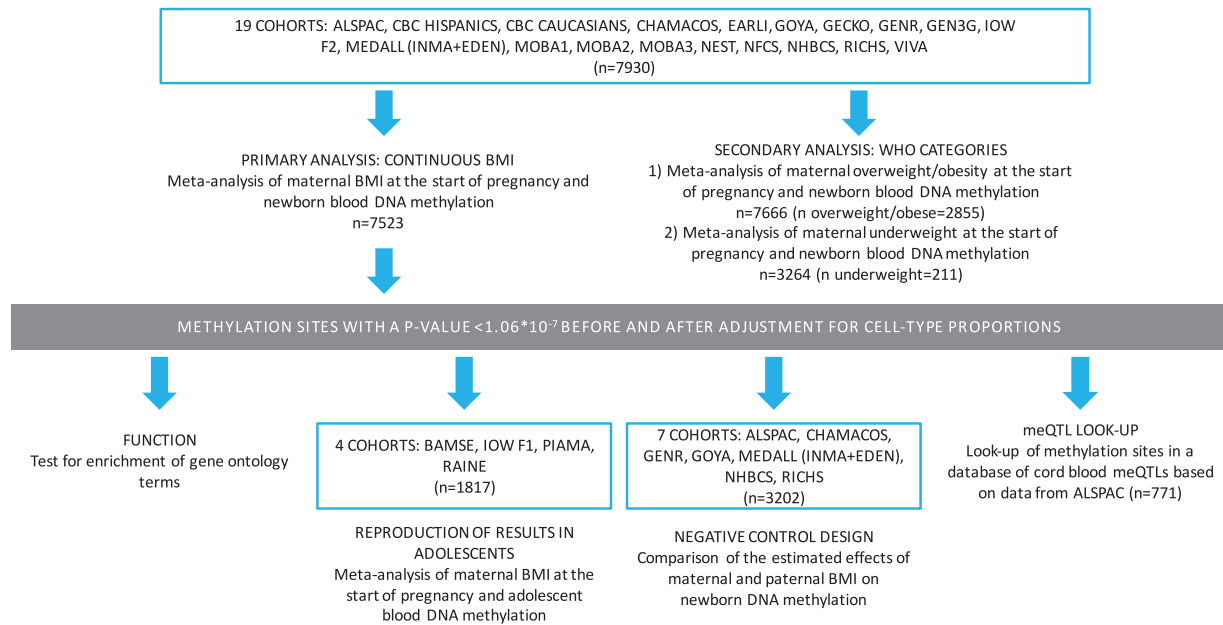 19 COHORTS: ALSPAC, CBC HISPANICS, CBC CAUCASIANS, CHAMACOS, EARLI, GOYA, GECKO, GENR, GEN3G, IOW
F2, MEDALL (INMA+EDEN), MOBA1, MOBA2, MOBA3, NEST, NFCS, NHBCS, RICHS, VIVA
(n=7930)
PRIMARY ANALYSIS: CONTINUOUS BMI
Meta-analysis of maternal BMI at the start of pregnancy and
newborn blood DNA methylation
n=7523
SECONDARY ANALYSIS: WHO CATEGORIES
1) Meta-analysis of maternal overweight/obesity at the start
of pregnancy and newborn blood DNA methylation
n=7666 (n overweight/obese=2855)
2) Meta-analysis of maternal underweight at the start of
pregnancy and newborn blood DNA methylation
n=3264 (n underweight=211)
METHYLATION SITES WITH A P-VALUE <1.06*10⁻⁷ BEFORE AND AFTER ADJUSTMENT FOR CELL-TYPE PROPORTIONS
FUNCTION
Test for enrichment of gene ontology
terms
4 COHORTS: BAMSE, IOW F1, PIAMA,
RAINE
(n=1817)
REPRODUCTION OF RESULTS IN
ADOLESCENTS
Meta-analysis of maternal BMI at the
start of pregnancy and adolescent
blood DNA methylation
7 COHORTS: ALSPAC, CHAMACOS,
GENR, GOYA, MEDALL (INMA+EDEN),
NHBCS, RICHS
(n=3202)
NEGATIVE CONTROL DESIGN
Comparison of the estimated effects of
maternal and paternal BMI on
newborn DNA methylation
meQTL LOOK-UP
Look-up of methylation sites in a
database of cord blood meQTLs based
on data from ALSPAC (n=771)